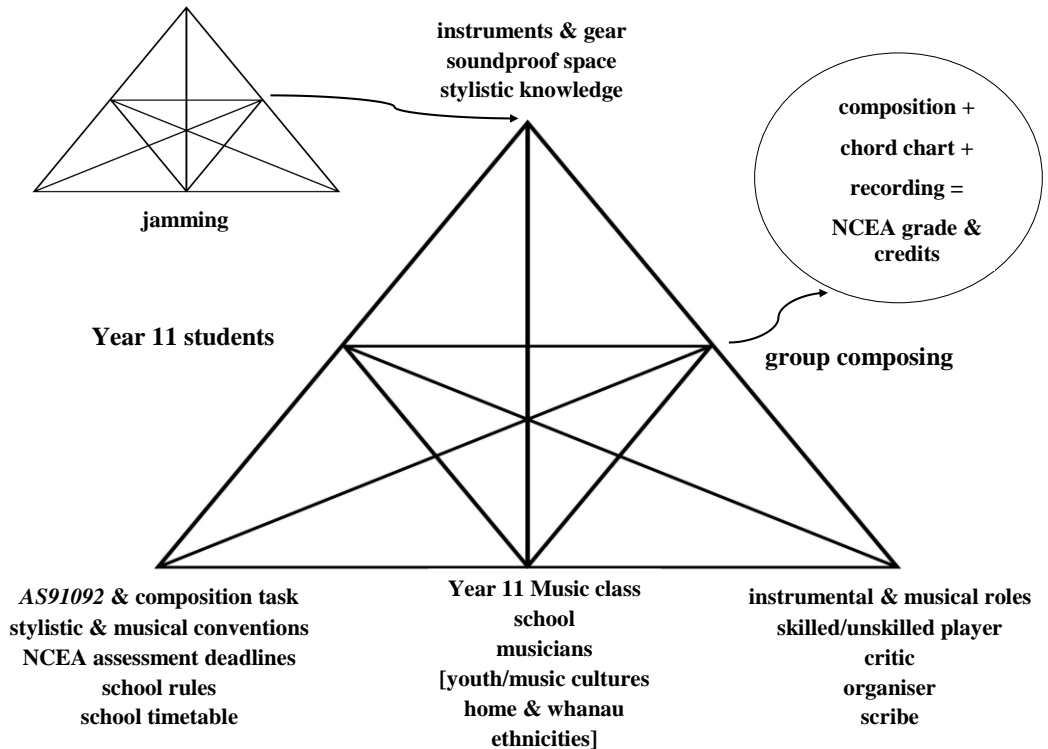 instruments & gear
soundproof space
stylistic knowledge
jamming
composition +
chord chart +
recording =
NCEA grade &
credits
Year 11 students
group composing
AS91092 & composition task
stylistic & musical conventions
NCEA assessment deadlines
school rules
school timetable
Year 11 Music class
school
musicians
[youth/music cultures
home & whanau
ethnicities]
instrumental & musical roles
skilled/unskilled player
critic
organiser
scribe